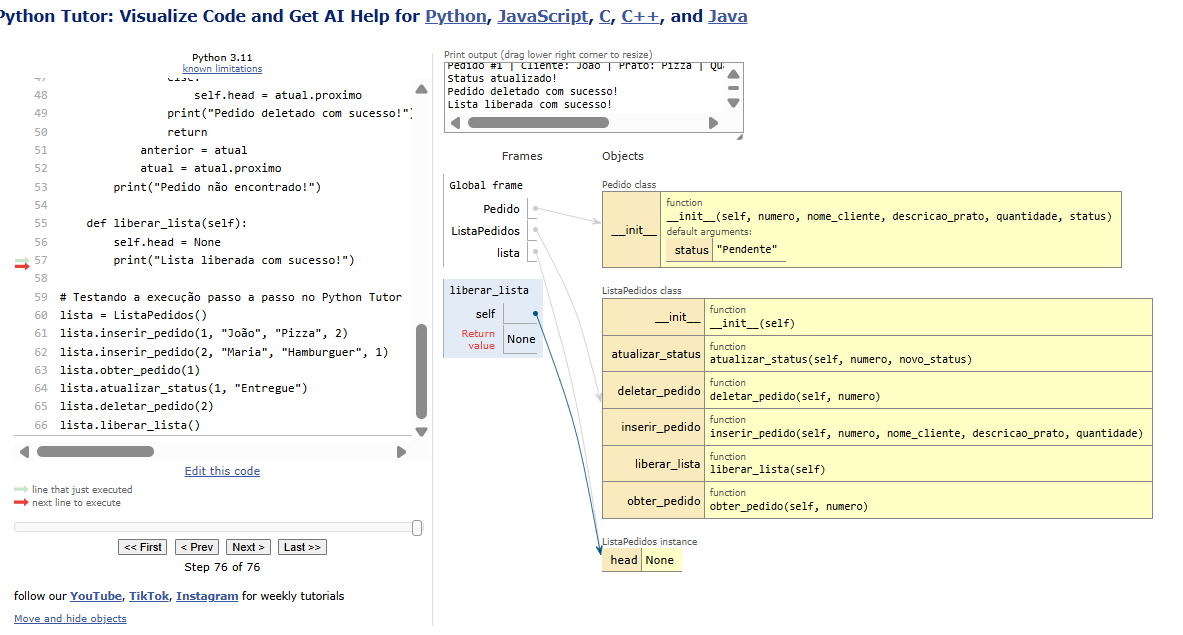 Python Tutor: Visualize Code and Get AI Help for Python, JavaScript, C, C++, and Java
Python 3.11
known limitations
47 else:
48 self.head = atual.proximo
49 print("Pedido deletado com sucesso!")
50 return
51 anterior = atual
52 atual = atual.proximo
53 print("Pedido não encontrado!")
54
55 def liberar_lista(self):
56 self.head = None
57 print("Lista liberada com sucesso!")
58
59 # Testando a execução passo a passo no Python Tutor
60 lista = ListaPedidos()
61 lista.inserir_pedido(1, "João", "Pizza", 2)
62 lista.inserir_pedido(2, "Maria", "Hamburguer", 1)
63 lista.obter_pedido(1)
64 lista.atualizar_status(1, "Entregue")
65 lista.deletar_pedido(2)
66 lista.liberar_lista()
Edit this code
line that just executed
next line to execute
<< First < Prev Next > Last >>
Step 76 of 76
follow our YouTube, TikTok, Instagram for weekly tutorials
Move and hide objects
Print output (drag lower right corner to resize)
Pedido #1 | Cliente: João | Prato: Pizza | Qu
Status atualizado!
Pedido deletado com sucesso!
Lista liberada com sucesso!
Frames
Objects
Global frame
Pedido
ListaPedidos
lista
liberar_lista
self
Return
value
None
Pedido class
__init__
function
__init__(self, numero, nome_cliente, descricao_prato, quantidade, status)
default arguments:
status "Pendente"
ListaPedidos class
__init__
function
__init__(self)
atualizar_status
function
atualizar_status(self, numero, novo_status)
deletar_pedido
function
deletar_pedido(self, numero)
inserir_pedido
function
inserir_pedido(self, numero, nome_cliente, descricao_prato, quantidade)
liberar_lista
function
liberar_lista(self)
obter_pedido
function
obter_pedido(self, numero)
ListaPedidos instance
head None